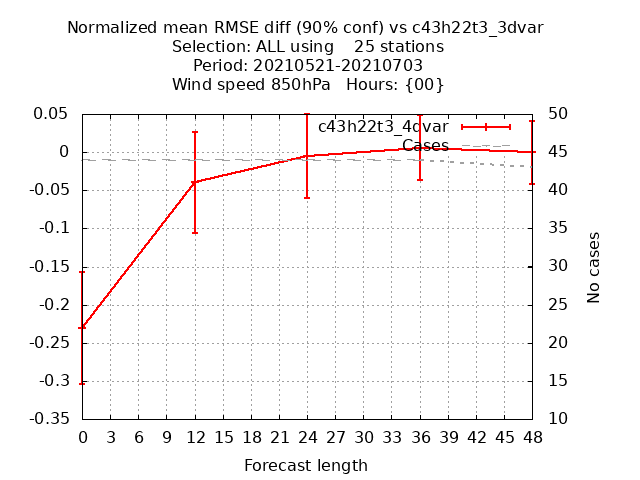 Normalized mean RMSE diff (90% conf) vs c43h22t3_3dvar
Selection: ALL using    25 stations
Period: 20210521-20210703
Wind speed 850hPa   Hours: {00}
c43h22t3_4dvar
Cases
0.05
0
-0.05
-0.1
-0.15
-0.2
-0.25
-0.3
-0.35
50
45
40
35
30
25
20
15
10
No cases
0 3 6 9 12 15 18 21 24 27 30 33 36 39 42 45 48
Forecast length